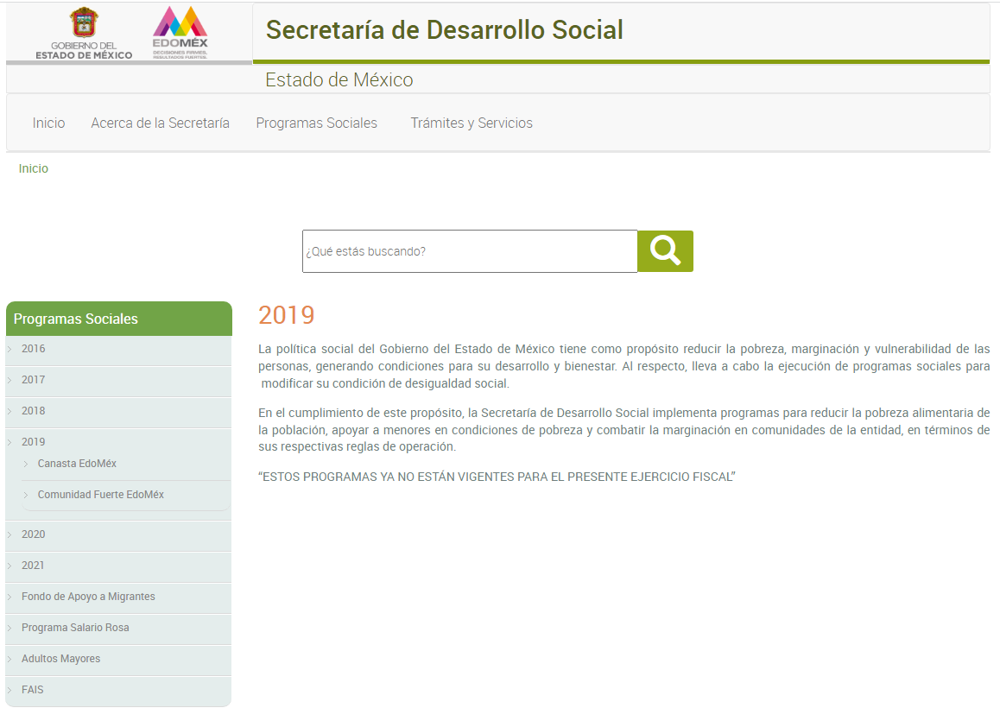 GOBIERNO DEL
ESTADO DE MÉXICO
EDOMÉX
DECISIONES FIRMES,
RESULTADOS FUERTES.
Secretaría de Desarrollo Social
Estado de México
Inicio Acerca de la Secretaría Programas Sociales Trámites y Servicios
Inicio
¿Qué estás buscando?
Programas Sociales
2016
2017
2018
2019
Canasta EdoMéx
Comunidad Fuerte EdoMéx
2020
2021
Fondo de Apoyo a Migrantes
Programa Salario Rosa
Adultos Mayores
FAIS
2019
La política social del Gobierno del Estado de México tiene como propósito reducir la pobreza, marginación y vulnerabilidad de las
personas, generando condiciones para su desarrollo y bienestar. Al respecto, lleva a cabo la ejecución de programas sociales para
modificar su condición de desigualdad social.
En el cumplimiento de este propósito, la Secretaría de Desarrollo Social implementa programas para reducir la pobreza alimentaria de
la población, apoyar a menores en condiciones de pobreza y combatir la marginación en comunidades de la entidad, en términos de
sus respectivas reglas de operación.
“ESTOS PROGRAMAS YA NO ESTÁN VIGENTES PARA EL PRESENTE EJERCICIO FISCAL”